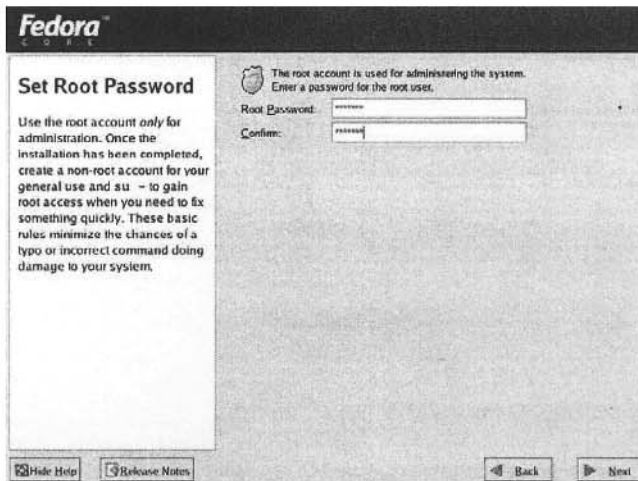 Fedora
CORE
Set Root Password
Use the root account only for
administration. Once the
installation has been completed,
create a non-root account for your
general use and su - to gain
root access when you need to fix
something quickly. These basic
rules minimize the chances of a
typo or incorrect command doing
damage to your system.
The root account is used for administering the system.
Enter a password for the root user.
Root Password: *******
Confirm: *******
Hide Help
Release Notes
Back
Next